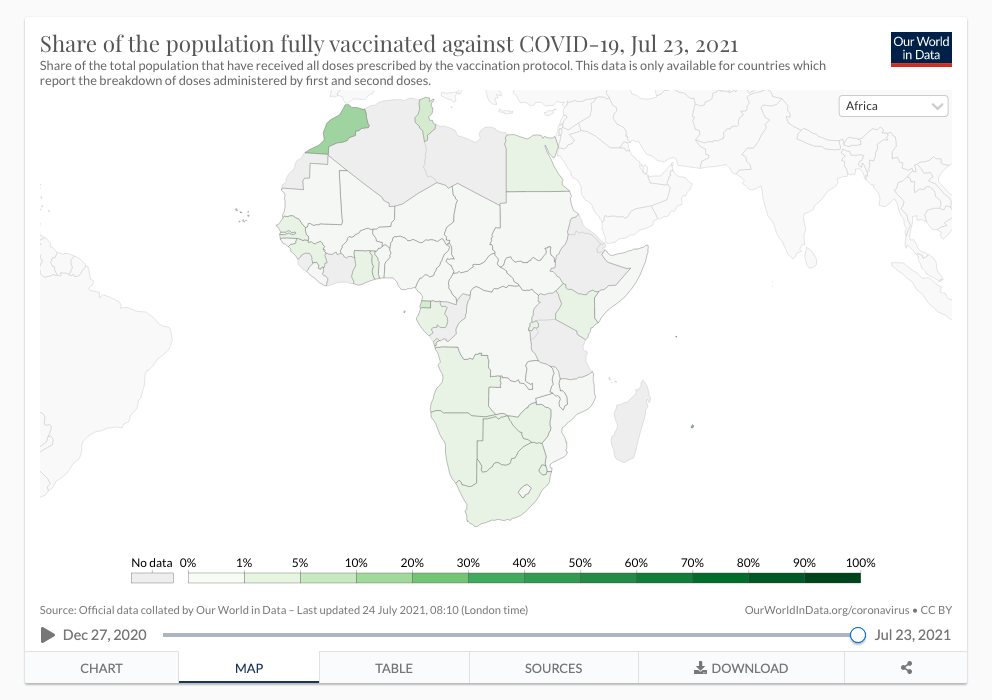 Share of the population fully vaccinated against COVID-19, Jul 23, 2021
Our World
in Data
Share of the total population that have received all doses prescribed by the vaccination protocol. This data is only available for countries which
report the breakdown of doses administered by first and second doses.
Africa
No data 0% 1% 5% 10% 20% 30% 40% 50% 60% 70% 80% 90% 100%
Source: Official data collated by Our World in Data – Last updated 24 July 2021, 08:10 (London time) OurWorldInData.org/coronavirus • CC BY
Dec 27, 2020 Jul 23, 2021
CHART MAP TABLE SOURCES DOWNLOAD